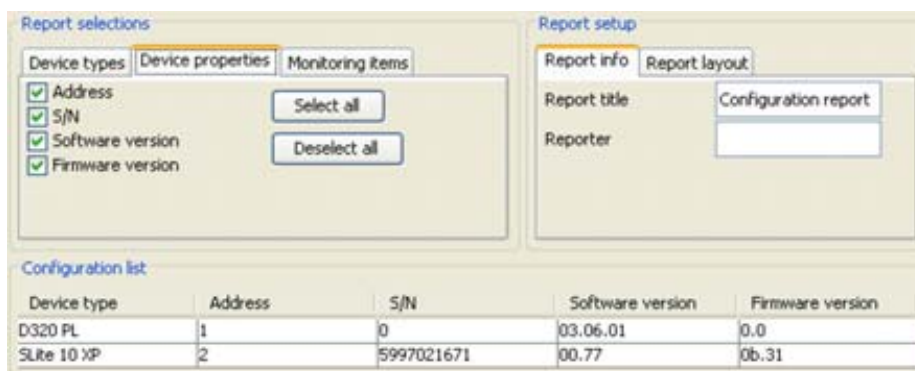 Report selections
Device types Device properties Monitoring items
Address
S/N
Software version
Firmware version
Select all
Deselect all
Report setup
Report info Report layout
Report title Configuration report
Reporter
Configuration list
Device type Address S/N Software version Firmware version
D320 PL 1 0 03.06.01 0.0
SLite 10 XP 2 5997021671 00.77 0b.31